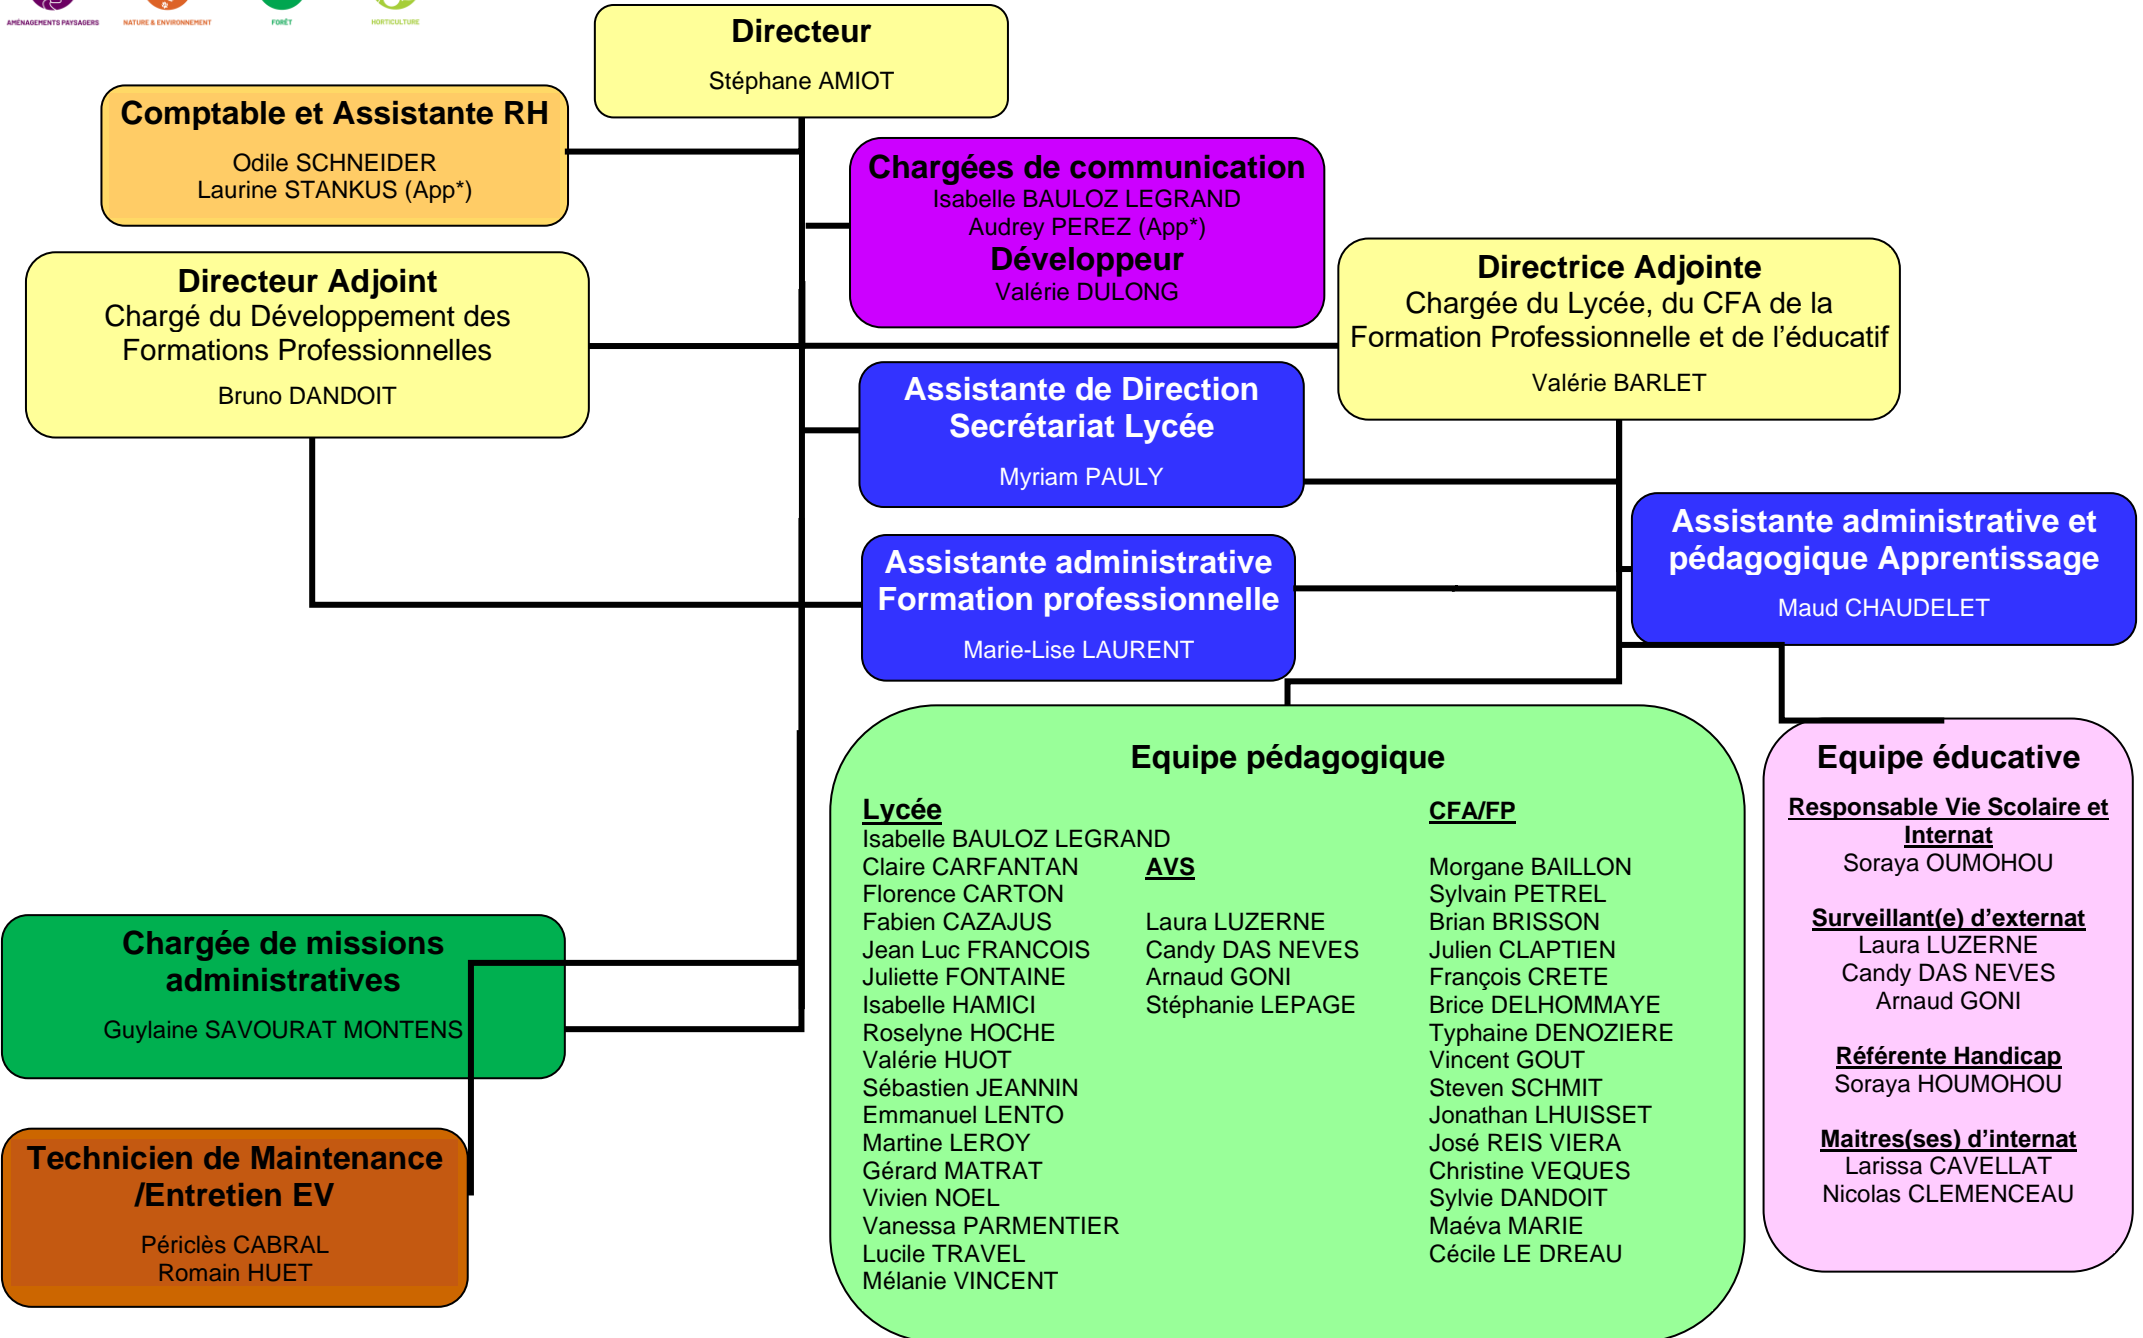 AMÉNAGEMENTS PAYSAGERS
NATURE & ENVIRONNEMENT
FORÊT
HORTICULTURE
Directeur
Stéphane AMIOT
Comptable et Assistante RH
Odile SCHNEIDER
Laurine STANKUS (App*)
Chargées de communication
Isabelle BAULOZ LEGRAND
Audrey PEREZ (App*)
Développeur
Valérie DULONG
Directeur Adjoint
Chargé du Développement des
Formations Professionnelles
Bruno DANDOIT
Directrice Adjointe
Chargée du Lycée, du CFA de la
Formation Professionnelle et de l'éducatif
Valérie BARLET
Assistante de Direction
Secrétariat Lycée
Myriam PAULY
Assistante administrative et
pédagogique Apprentissage
Maud CHAUDELET
Assistante administrative
Formation professionnelle
Marie-Lise LAURENT
Chargée de missions
administratives
Guylaine SAVOURAT MONTENS
Technicien de Maintenance
/Entretien EV
Périclès CABRAL
Romain HUET
Equipe pédagogique
Lycée
Isabelle BAULOZ LEGRAND
Claire CARFANTAN
Florence CARTON
Fabien CAZAJUS
Jean Luc FRANCOIS
Juliette FONTAINE
Isabelle HAMICI
Roselyne HOCHE
Valérie HUOT
Sébastien JEANNIN
Emmanuel LENTO
Martine LEROY
Gérard MATRAT
Vivien NOEL
Vanessa PARMENTIER
Lucile TRAVEL
Mélanie VINCENT
AVS
Laura LUZERNE
Candy DAS NEVES
Arnaud GONI
Stéphanie LEPAGE
CFA/FP
Morgane BAILLON
Sylvain PETREL
Brian BRISSON
Julien CLAPTIEN
François CRETE
Brice DELHOMMAYE
Typhaine DENOZIERE
Vincent GOUT
Steven SCHMIT
Jonathan LHUISSET
José REIS VIERA
Christine VEQUES
Sylvie DANDOIT
Maéva MARIE
Cécile LE DREAU
Equipe éducative
Responsable Vie Scolaire et
Internat
Soraya OUMOHOU
Surveillant(e) d'externat
Laura LUZERNE
Candy DAS NEVES
Arnaud GONI
Référente Handicap
Soraya HOUMOHOU
Maitres(ses) d'internat
Larissa CAVELLAT
Nicolas CLEMENCEAU